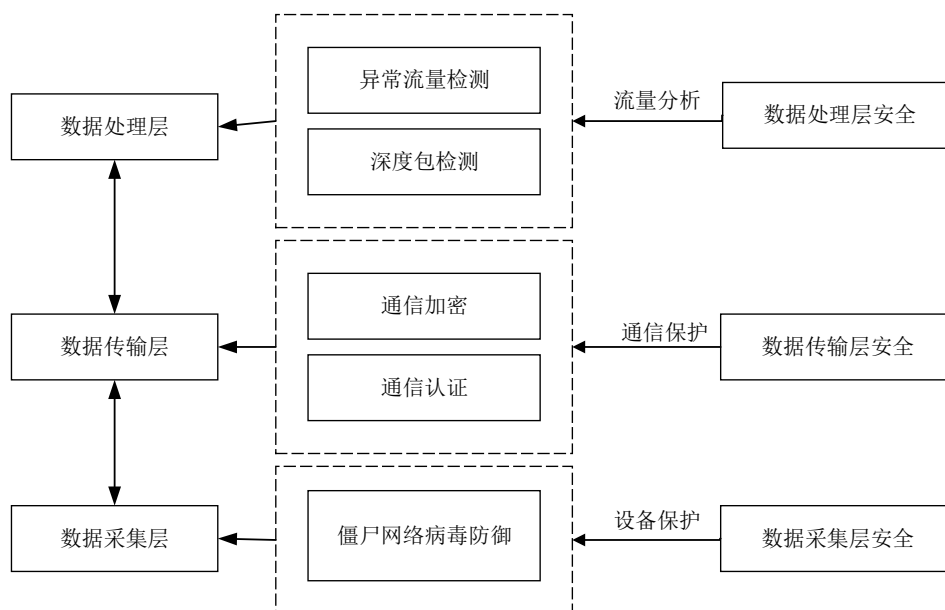 异常流量检测
数据处理层
流量分析
数据处理层安全
深度包检测
通信加密
数据传输层
通信保护
数据传输层安全
通信认证
数据采集层
僵尸网络病毒防御
设备保护
数据采集层安全